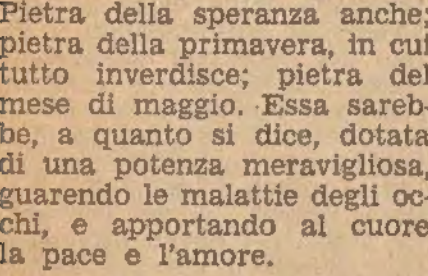 Pietra della speranza anche;
pietra della primavera, in cui
tutto inverdisce; pietra del
mese di maggio. Essa sareb-
be, a quanto si dice, dotata
di una potenza meravigliosa,
guarendo le malattie degli oc-
chi, e apportando al cuore
la pace e l'amore.